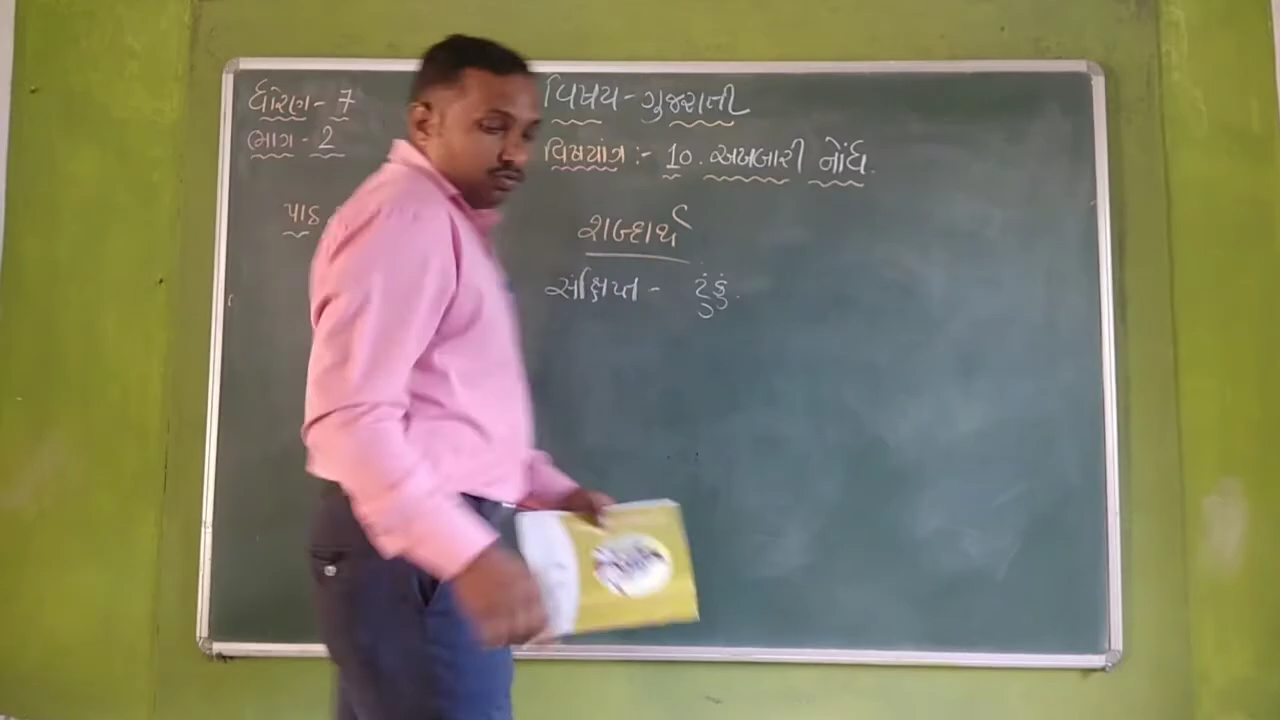 ધોરણ - 7
વિષય - ગુજરાતી
ભાગ - 2
વિષયાંગ :- 10. અખબારી નોંધ.
પાઠ
શબ્દાર્થ
સંક્ષિપ્ત - ટુંકું.